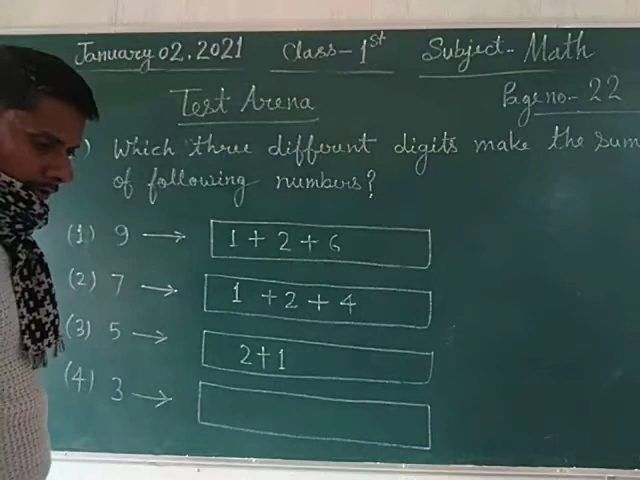 January 02, 2021 Class-1st Subject-Math
Test Arena Page no-22
) Which three different digits make the sum
of following numbers?
(1) 9 → 1 + 2 + 6
(2) 7 → 1 + 2 + 4
(3) 5 → 2+1
(4) 3 →